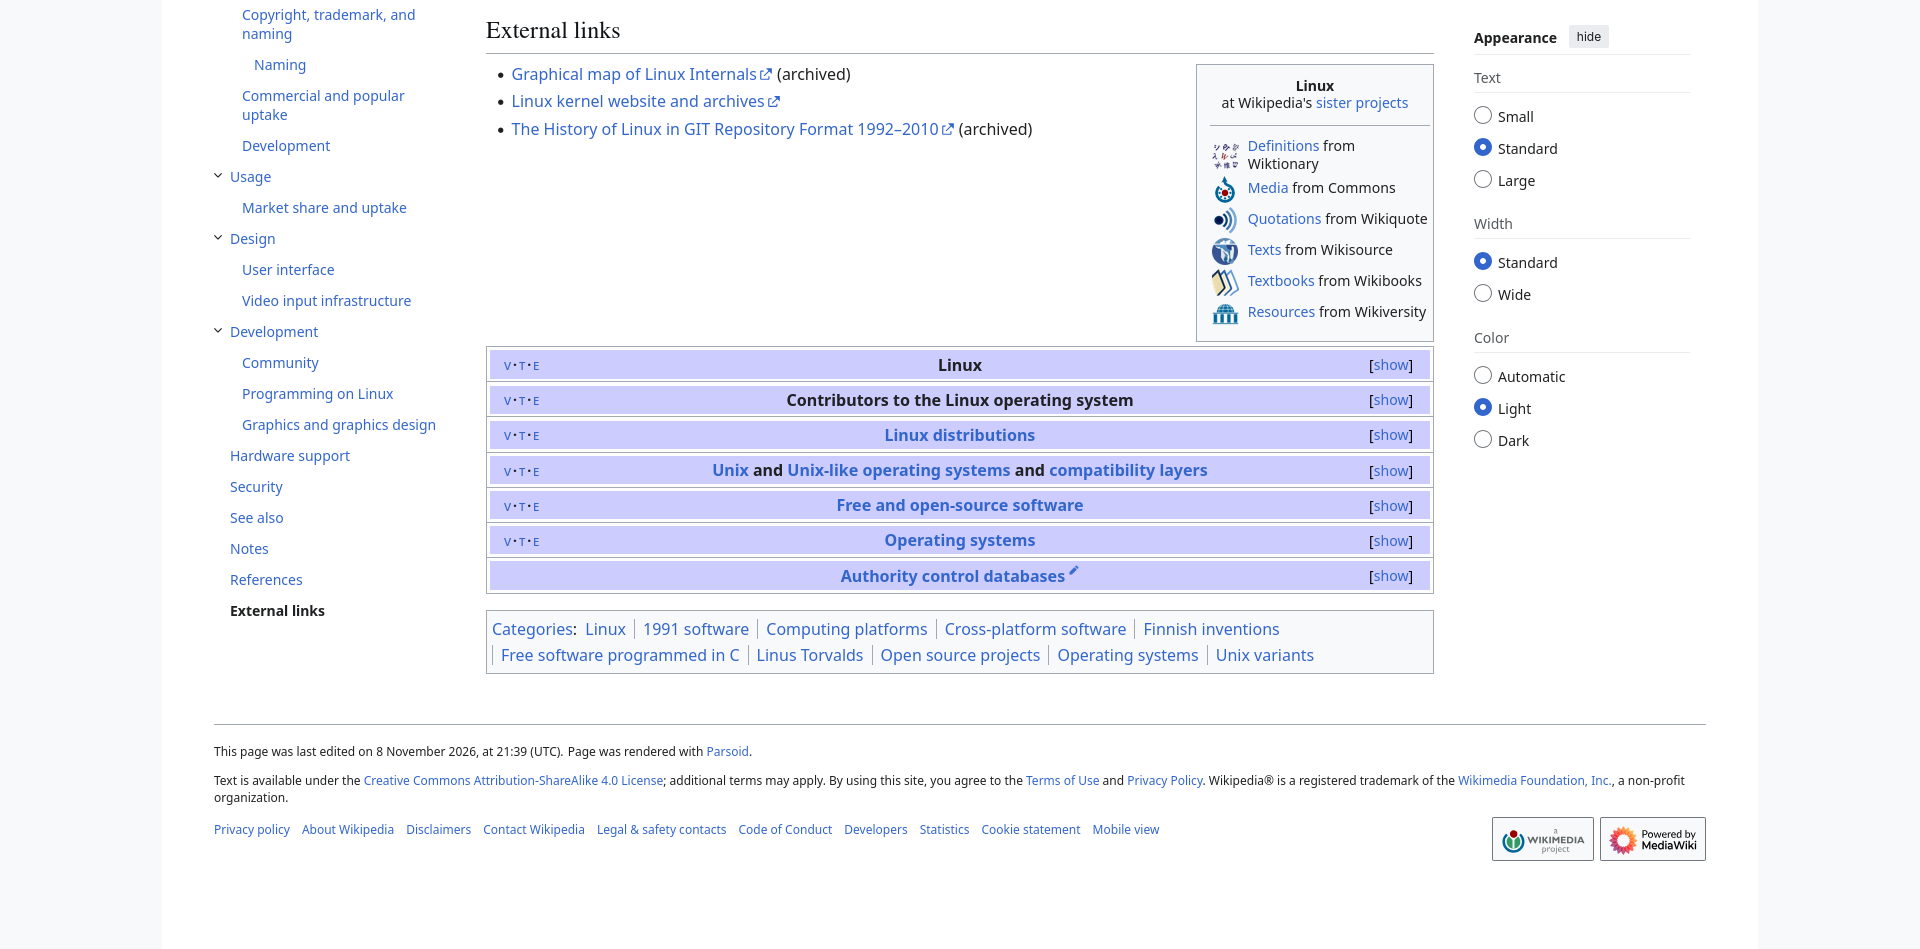 Copyright, trademark, and
naming
Naming
Commercial and popular
uptake
Development
Usage
Market share and uptake
Design
User interface
Video input infrastructure
Development
Community
Programming on Linux
Graphics and graphics design
Hardware support
Security
See also
Notes
References
External links
External links
• Graphical map of Linux Internals (archived)
• Linux kernel website and archives
• The History of Linux in GIT Repository Format 1992–2010 (archived)
Linux
at Wikipedia's sister projects
Definitions from
Wiktionary
Media from Commons
Quotations from Wikiquote
Texts from Wikisource
Textbooks from Wikibooks
Resources from Wikiversity
V・T・E Linux [show]
V・T・E Contributors to the Linux operating system [show]
V・T・E Linux distributions [show]
V・T・E Unix and Unix-like operating systems and compatibility layers [show]
V・T・E Free and open-source software [show]
V・T・E Operating systems [show]
Authority control databases [show]
Categories: Linux | 1991 software | Computing platforms | Cross-platform software | Finnish inventions
| Free software programmed in C | Linus Torvalds | Open source projects | Operating systems | Unix variants
Appearance hide
Text
Small
Standard
Large
Width
Standard
Wide
Color
Automatic
Light
Dark
This page was last edited on 8 November 2026, at 21:39 (UTC). Page was rendered with Parsoid.
Text is available under the Creative Commons Attribution-ShareAlike 4.0 License; additional terms may apply. By using this site, you agree to the Terms of Use and Privacy Policy. Wikipedia® is a registered trademark of the Wikimedia Foundation, Inc., a non-profit
organization.
Privacy policy About Wikipedia Disclaimers Contact Wikipedia Legal & safety contacts Code of Conduct Developers Statistics Cookie statement Mobile view
a
WIKIMEDIA
project
Powered by
MediaWiki